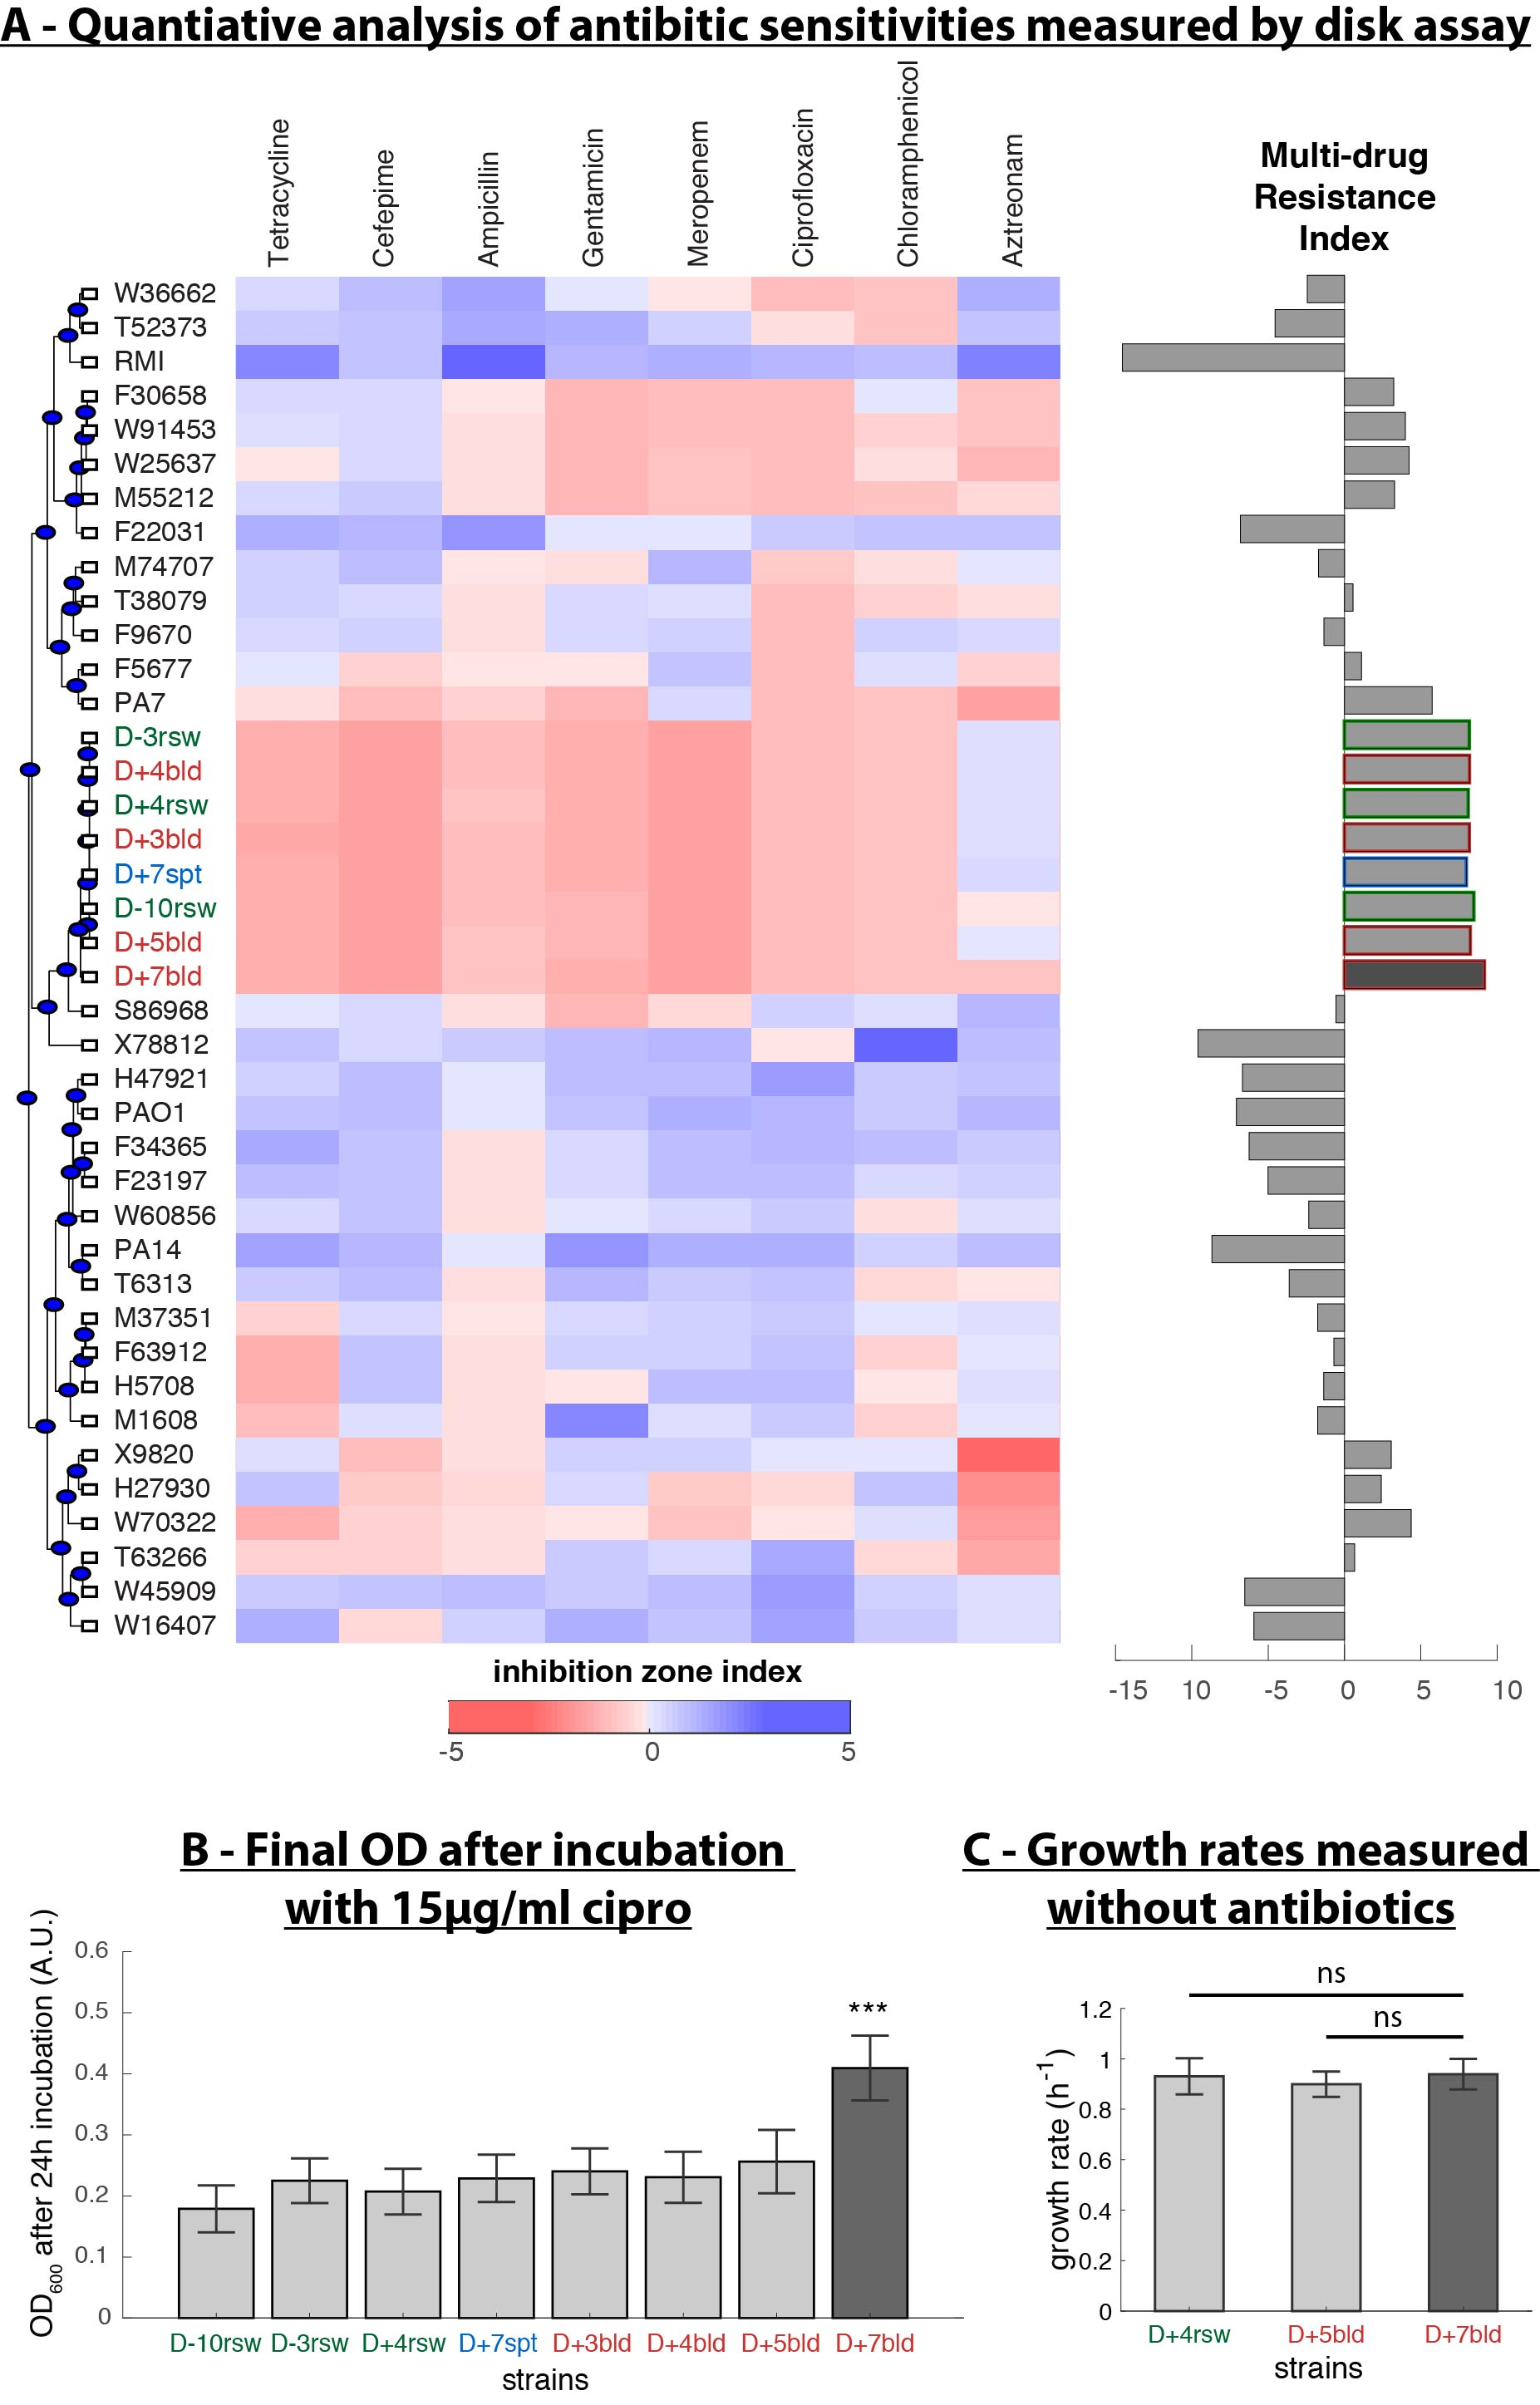 A - Quantiative analysis of antibitic sensitivities measured by disk assay
Tetracycline
Cefepime
Ampicillin
Gentamicin
Meropenem
Ciprofloxacin
Chloramphenicol
Aztreonam
Multi-drug
Resistance
Index
W36662
T52373
RMI
F30658
W91453
W25637
M55212
F22031
M74707
T38079
F9670
F5677
PA7
D-3rsw
D+4bld
D+4rsw
D+3bld
D+7spt
D-10rsw
D+5bld
D+7bld
S86968
X78812
H47921
PAO1
F34365
F23197
W60856
PA14
T6313
M37351
F63912
H5708
M1608
X9820
H27930
W70322
T63266
W45909
W16407
-15 10 -5 0 5 10
inhibition zone index
-5 0 5
B - Final OD after incubation
with 15µg/ml cipro
OD600 after 24h incubation (A.U.)
0.6
0.5
0.4
0.3
0.2
0.1
0
***
D-10rsw D-3rsw D+4rsw D+7spt D+3bld D+4bld D+5bld D+7bld
strains
C - Growth rates measured
without antibiotics
ns
ns
growth rate (h-1)
1.2
1
0.8
0.6
0.4
0.2
0
D+4rsw D+5bld D+7bld
strains